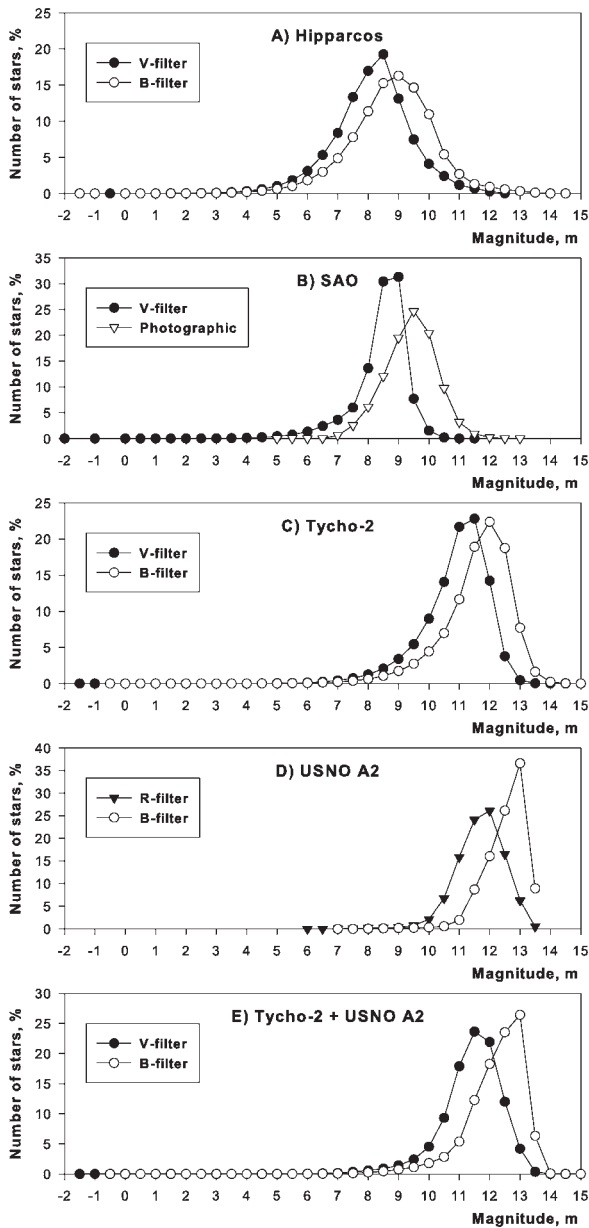 A) Hipparcos
Number of stars, %
25
20
15
10
5
0
V-filter
B-filter
-2 -1 0 1 2 3 4 5 6 7 8 9 10 11 12 13 14 15
Magnitude, m
B) SAO
Number of stars, %
35
30
25
20
15
10
5
0
V-filter
Photographic
-2 -1 0 1 2 3 4 5 6 7 8 9 10 11 12 13 14 15
Magnitude, m
C) Tycho-2
Number of stars, %
25
20
15
10
5
0
V-filter
B-filter
-2 -1 0 1 2 3 4 5 6 7 8 9 10 11 12 13 14 15
Magnitude, m
D) USNO A2
Number of stars, %
40
35
30
25
20
15
10
5
0
R-filter
B-filter
-2 -1 0 1 2 3 4 5 6 7 8 9 10 11 12 13 14 15
Magnitude, m
E) Tycho-2 + USNO A2
Number of stars, %
30
25
20
15
10
5
0
V-filter
B-filter
-2 -1 0 1 2 3 4 5 6 7 8 9 10 11 12 13 14 15
Magnitude, m